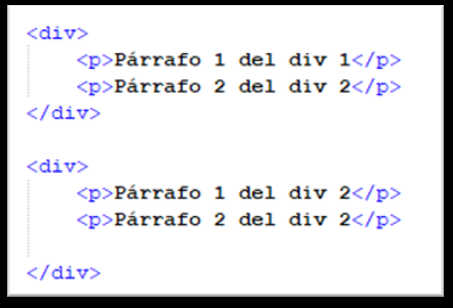 <div>
<p>Párrafo 1 del div 1</p>
<p>Párrafo 2 del div 2</p>
</div>
<div>
<p>Párrafo 1 del div 2</p>
<p>Párrafo 2 del div 2</p>
</div>